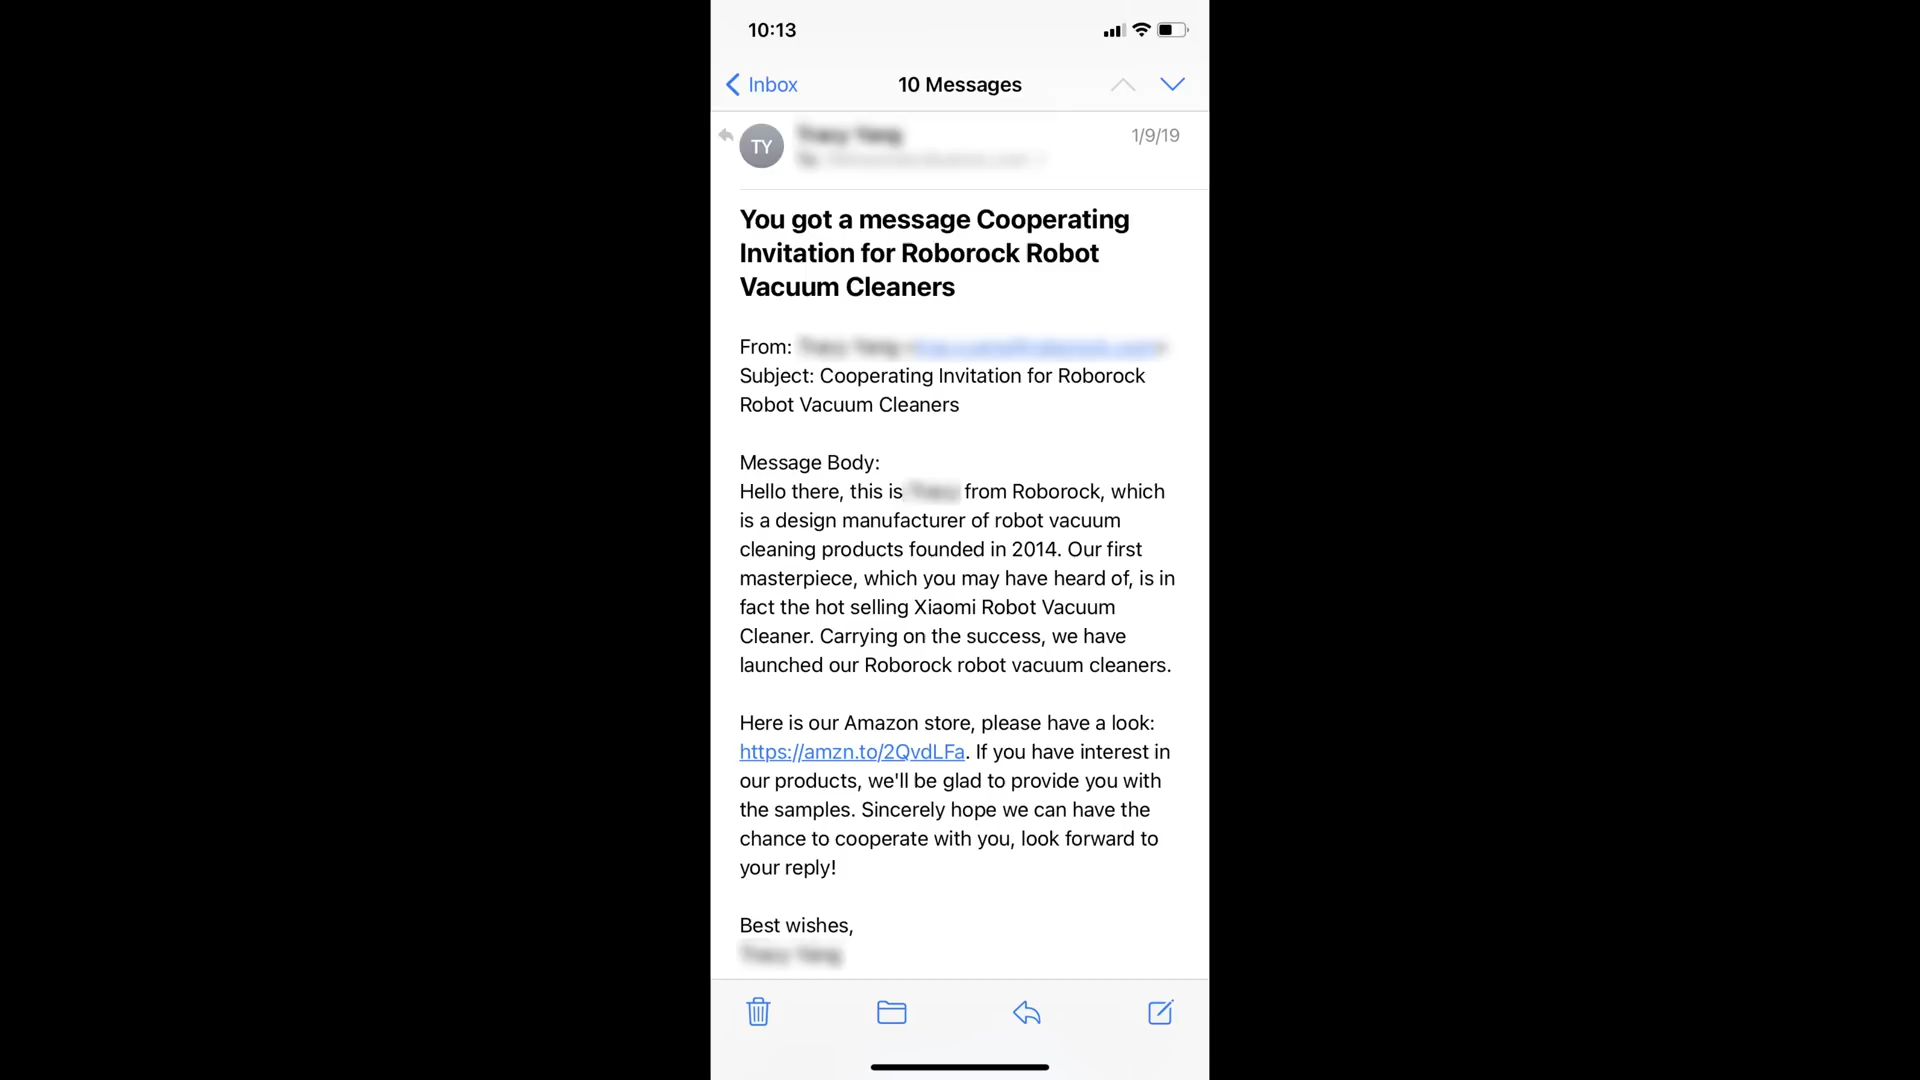 10:13
Inbox
10 Messages
TY
1/9/19
You got a message Cooperating
Invitation for Roborock Robot
Vacuum Cleaners
From:
Subject: Cooperating Invitation for Roborock
Robot Vacuum Cleaners
Message Body:
Hello there, this is from Roborock, which
is a design manufacturer of robot vacuum
cleaning products founded in 2014. Our first
masterpiece, which you may have heard of, is in
fact the hot selling Xiaomi Robot Vacuum
Cleaner. Carrying on the success, we have
launched our Roborock robot vacuum cleaners.
Here is our Amazon store, please have a look:
https://amzn.to/2QvdLFa. If you have interest in
our products, we'll be glad to provide you with
the samples. Sincerely hope we can have the
chance to cooperate with you, look forward to
your reply!
Best wishes,